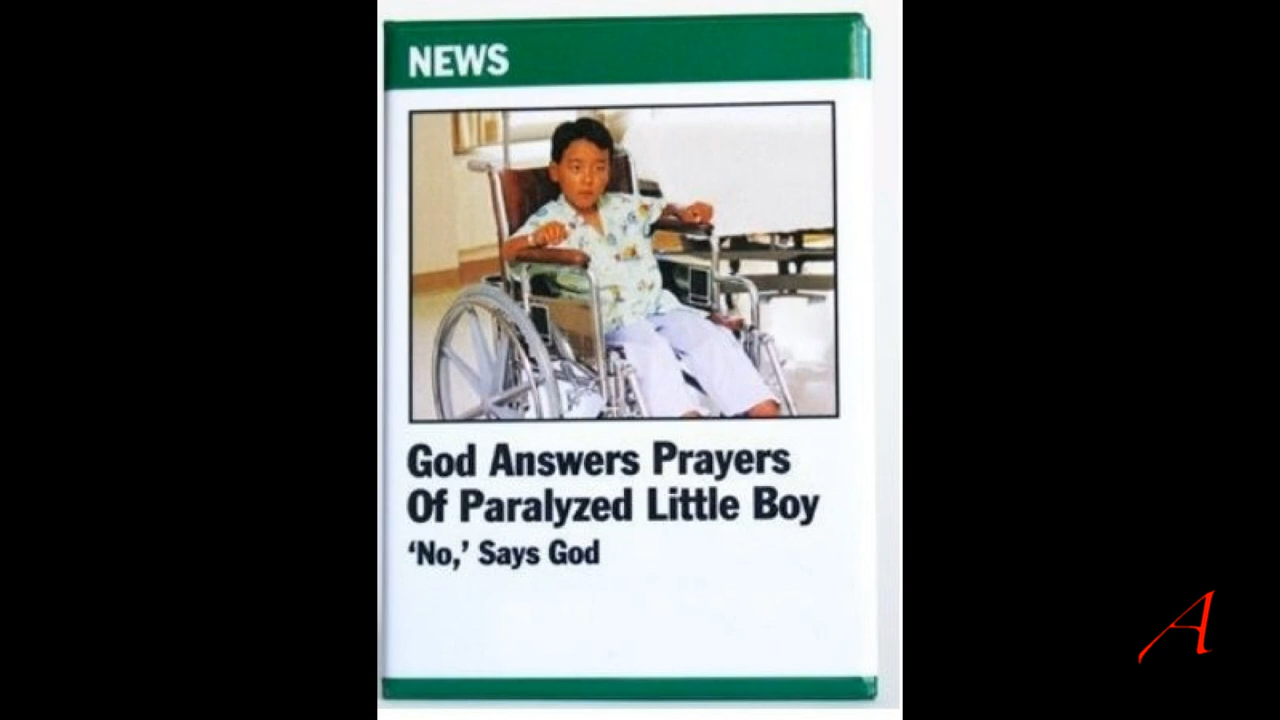 NEWS
God Answers Prayers
Of Paralyzed Little Boy
‘No,’ Says God
A